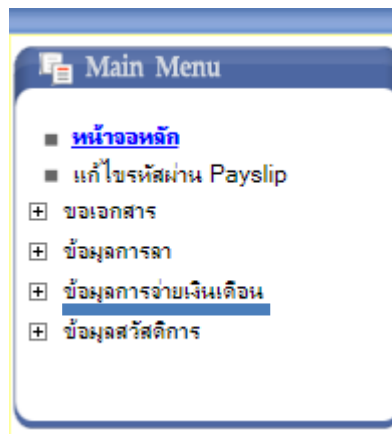 Main Menu
หน้าจอหลัก
แก้ไขรหัสผ่าน Payslip
ขอเอกสาร
ข้อมูลการลา
ข้อมูลการจ่ายเงินเดือน
ข้อมูลสวัสดิการ